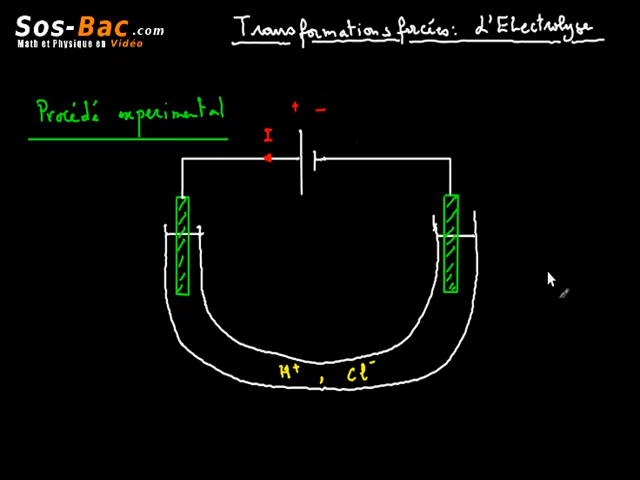 Sos-Bac.com
Math et Physique en Vidéo
Transformations forcées: L'Electrolyse
Procédé experimental
+ -
I
H+ , Cl-